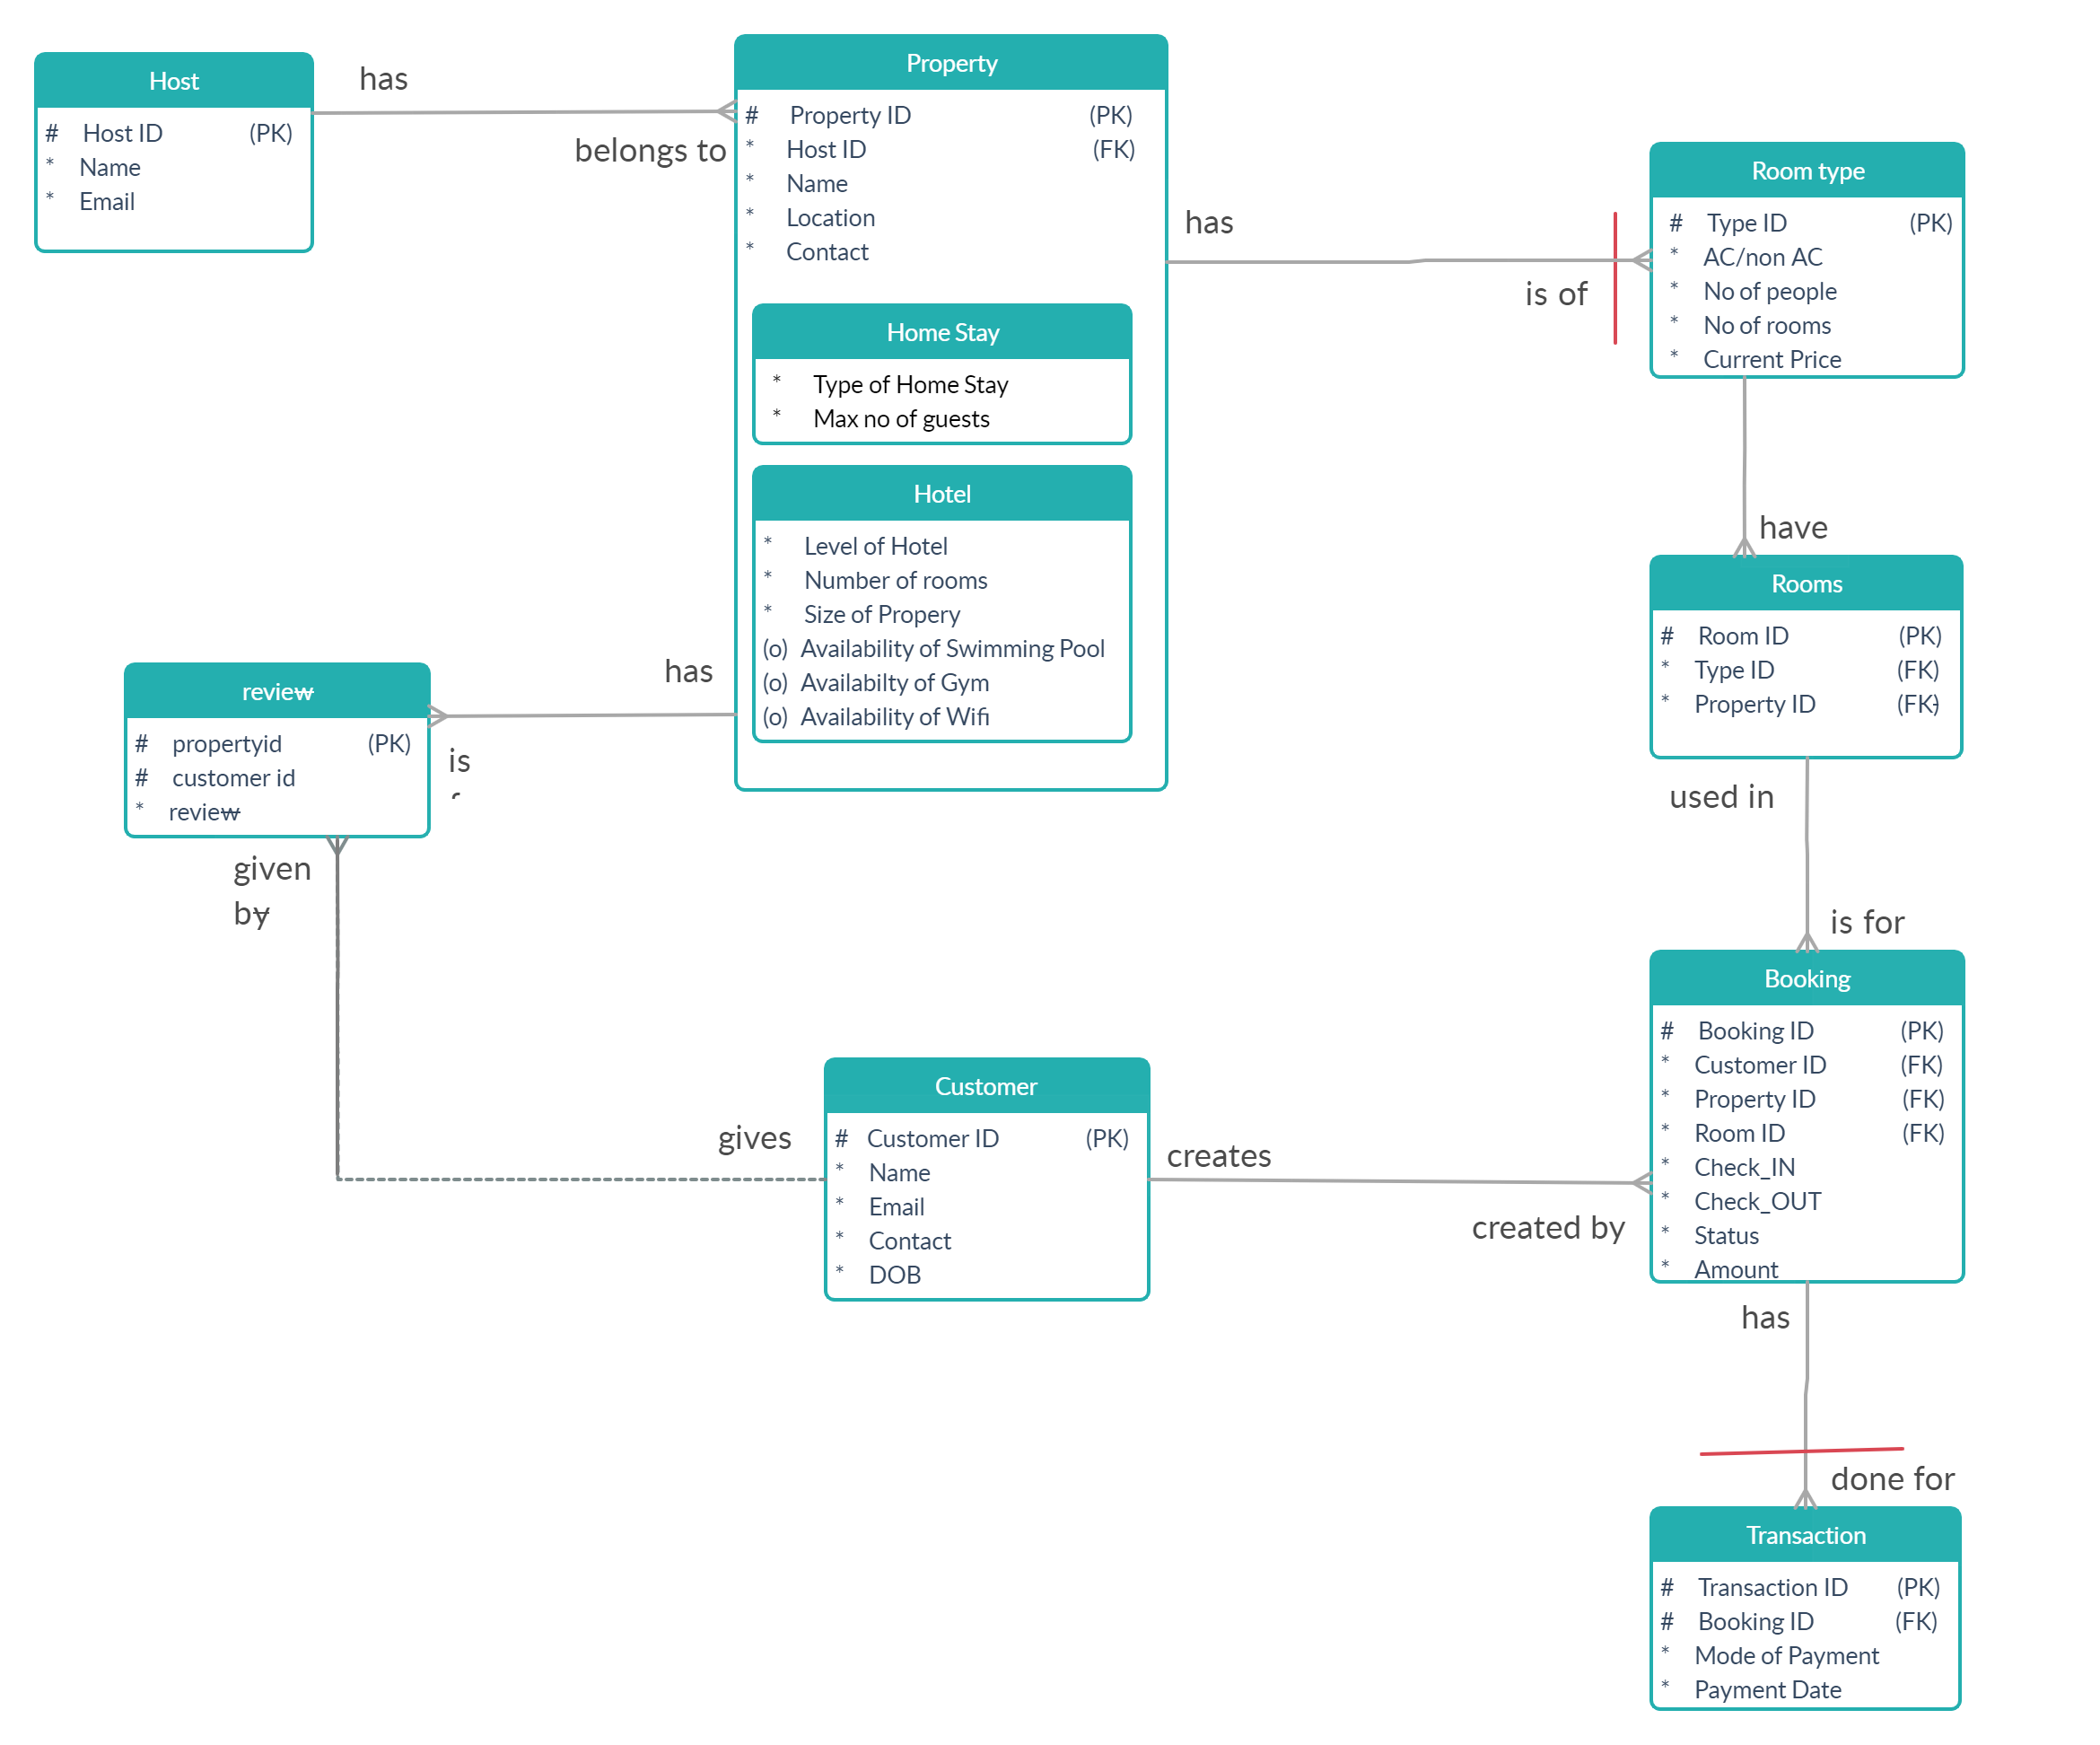 Host
# Host ID (PK)
* Name
* Email
has
belongs to
Property
# Property ID (PK)
* Host ID (FK)
* Name
* Location
* Contact
Home Stay
* Type of Home Stay
* Max no of guests
Hotel
* Level of Hotel
* Number of rooms
* Size of Propery
(o) Availability of Swimming Pool
(o) Availabilty of Gym
(o) Availability of Wifi
has
is of
Room type
# Type ID (PK)
* AC/non AC
* No of people
* No of rooms
* Current Price
have
Rooms
# Room ID (PK)
* Type ID (FK)
* Property ID (FK)
used in
is for
has
is
review
# propertyid (PK)
# customer id
* review
given
by
gives
Customer
# Customer ID (PK)
* Name
* Email
* Contact
* DOB
creates
created by
Booking
# Booking ID (PK)
* Customer ID (FK)
* Property ID (FK)
* Room ID (FK)
* Check_IN
* Check_OUT
* Status
* Amount
has
done for
Transaction
# Transaction ID (PK)
# Booking ID (FK)
* Mode of Payment
* Payment Date